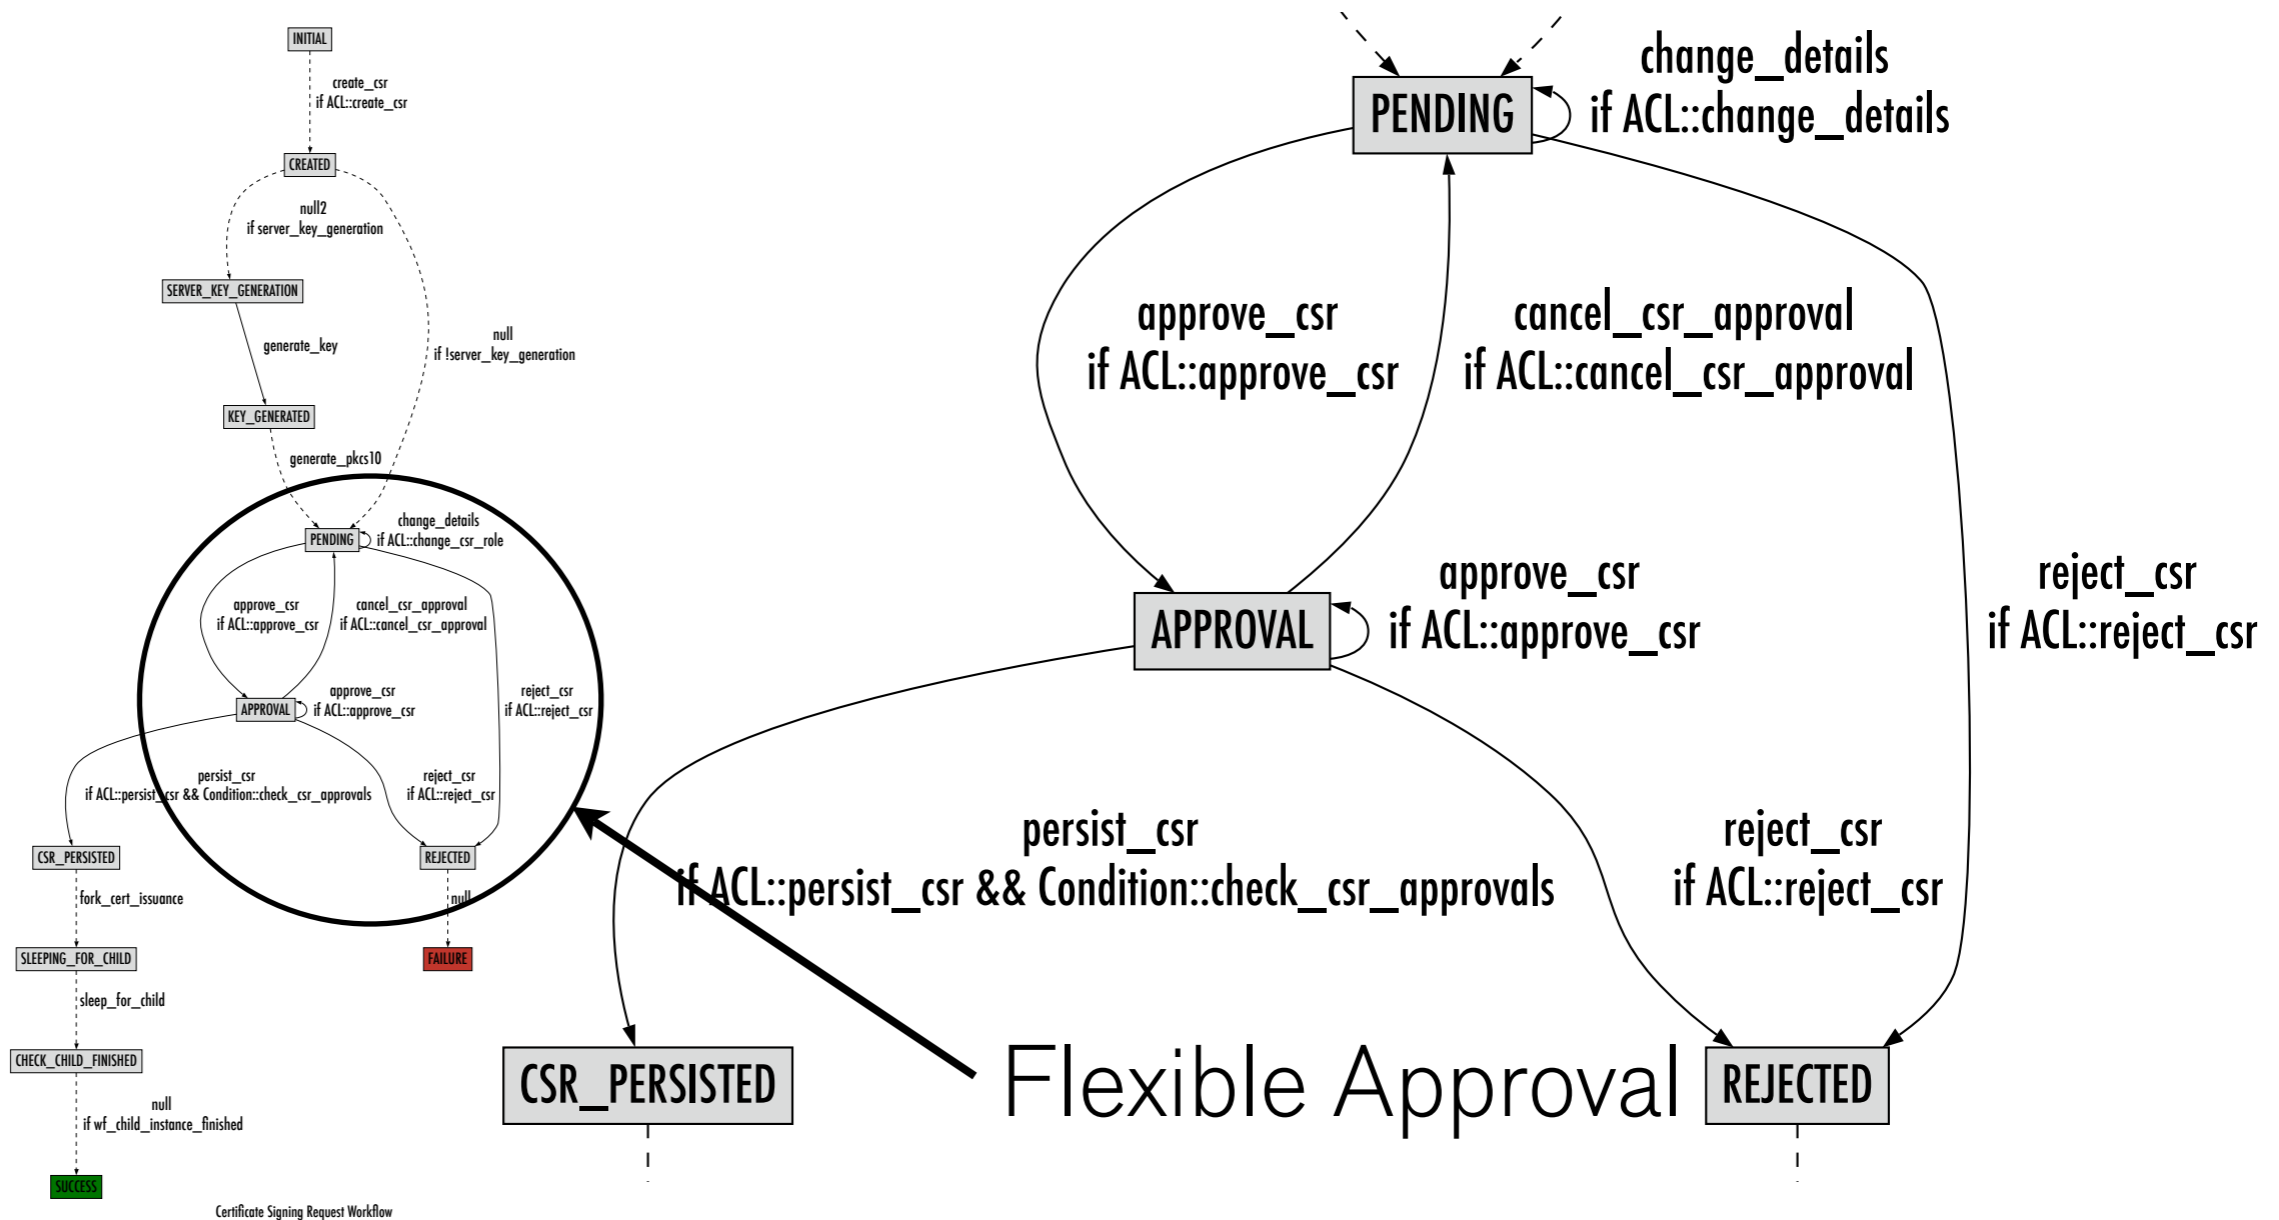 INITIAL
create_csr
if ACL::create_csr
CREATED
null2
if server_key_generation
SERVER_KEY_GENERATION
generate_key
null
if !server_key_generation
KEY_GENERATED
generate_pkcs10
PENDING
change_details
if ACL::change_csr_role
approve_csr
if ACL::approve_csr
cancel_csr_approval
if ACL::cancel_csr_approval
APPROVAL
approve_csr
if ACL::approve_csr
reject_csr
if ACL::reject_csr
persist_csr
if ACL::persist_csr && Condition::check_csr_approvals
reject_csr
if ACL::reject_csr
CSR_PERSISTED
REJECTED
fork_cert_issuance
null
SLEEPING_FOR_CHILD
FAILURE
sleep_for_child
CHECK_CHILD_FINISHED
null
if wf_child_instance_finished
SUCCESS
Certificate Signing Request Workflow
PENDING
change_details
if ACL::change_details
approve_csr
if ACL::approve_csr
cancel_csr_approval
if ACL::cancel_csr_approval
APPROVAL
approve_csr
if ACL::approve_csr
reject_csr
if ACL::reject_csr
persist_csr
if ACL::persist_csr && Condition::check_csr_approvals
reject_csr
if ACL::reject_csr
CSR_PERSISTED
Flexible Approval
REJECTED